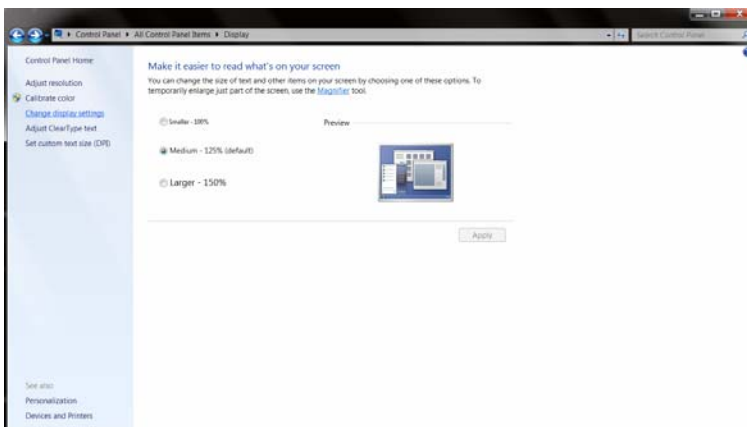 Control Panel ▸ All Control Panel Items ▸ Display
Search Control Panel
Control Panel Home
Adjust resolution
Calibrate color
Change display settings
Adjust ClearType text
Set custom text size (DPI)
Make it easier to read what's on your screen
You can change the size of text and other items on your screen by choosing one of these options. To
temporarily enlarge just part of the screen, use the Magnifier tool.
Smaller - 100%
Preview
Medium - 125% (default)
Larger - 150%
Apply
See also
Personalization
Devices and Printers